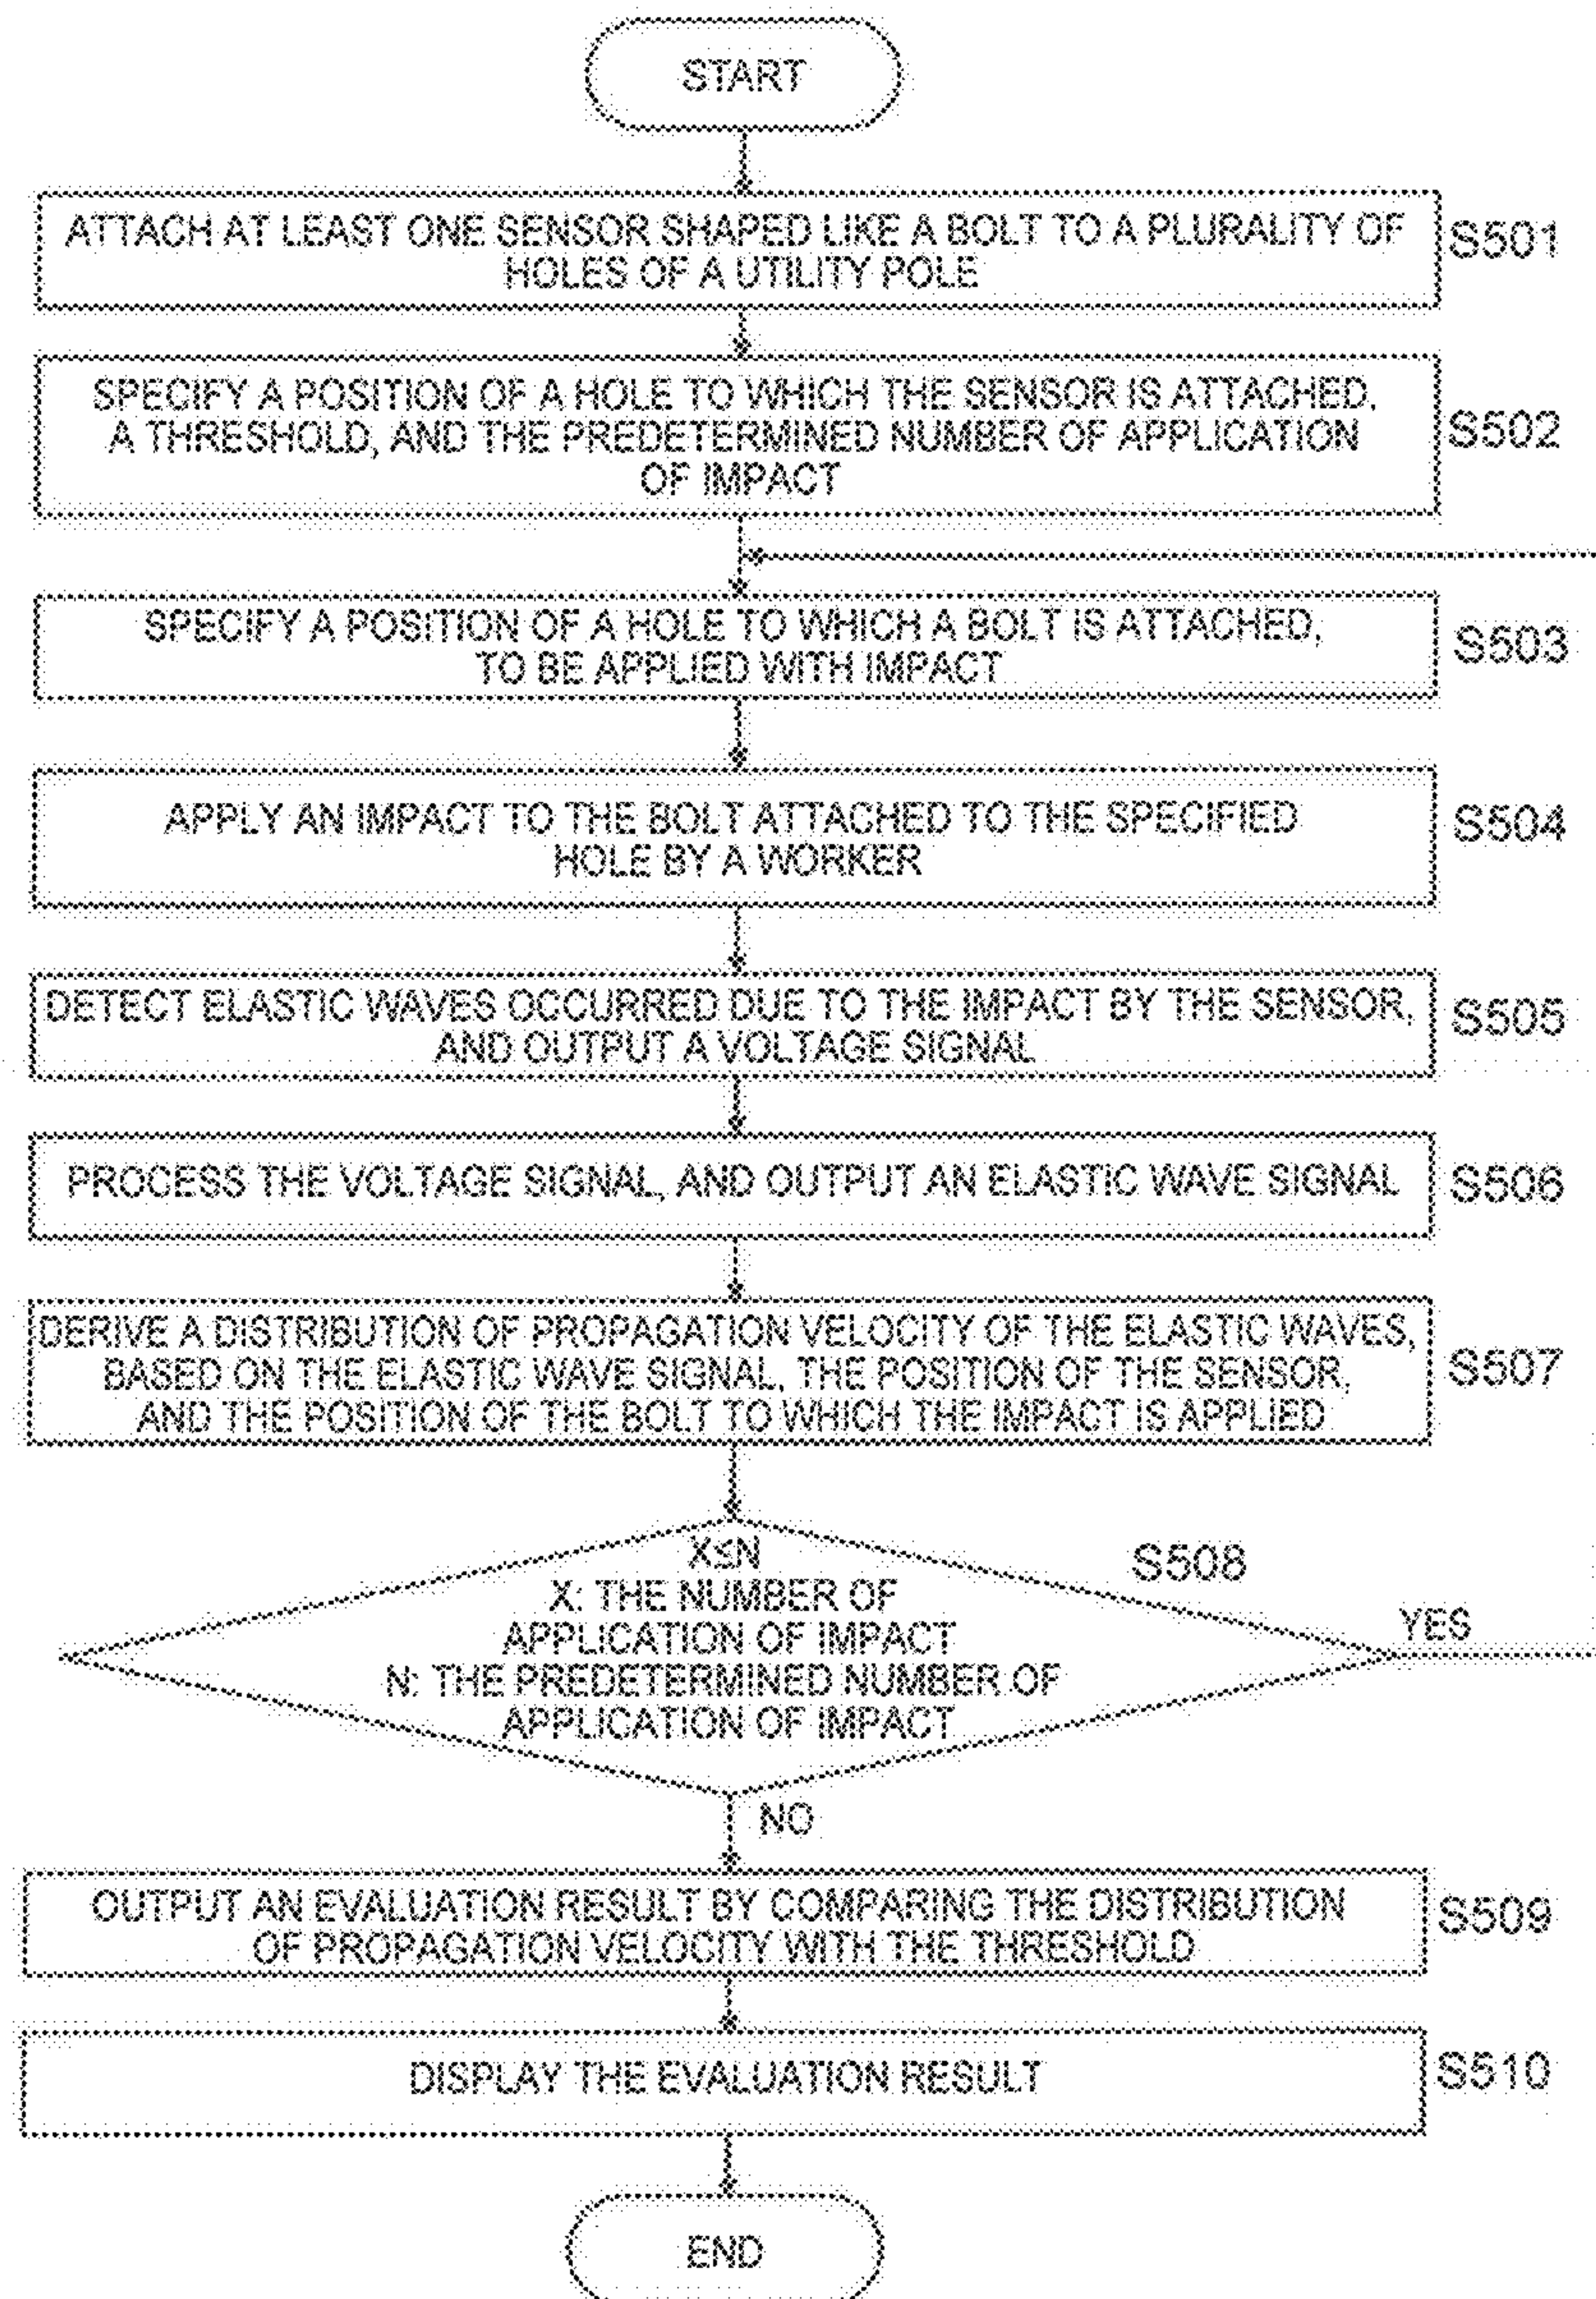 START
ATTACH AT LEAST ONE SENSOR SHAPED LIKE A BOLT TO A PLURALITY OF
HOLES OF A UTILITY POLE
S501
SPECIFY A POSITION OF A HOLE TO WHICH THE SENSOR IS ATTACHED,
A THRESHOLD, AND THE PREDETERMINED NUMBER OF APPLICATION
OF IMPACT
S502
SPECIFY A POSITION OF A HOLE TO WHICH A BOLT IS ATTACHED,
TO BE APPLIED WITH IMPACT
S503
APPLY AN IMPACT TO THE BOLT ATTACHED TO THE SPECIFIED
HOLE BY A WORKER
S504
DETECT ELASTIC WAVES OCCURRED DUE TO THE IMPACT BY THE SENSOR,
AND OUTPUT A VOLTAGE SIGNAL
S505
PROCESS THE VOLTAGE SIGNAL, AND OUTPUT AN ELASTIC WAVE SIGNAL
S506
DERIVE A DISTRIBUTION OF PROPAGATION VELOCITY OF THE ELASTIC WAVES,
BASED ON THE ELASTIC WAVE SIGNAL, THE POSITION OF THE SENSOR,
AND THE POSITION OF THE BOLT TO WHICH THE IMPACT IS APPLIED
S507
X≤N
X: THE NUMBER OF
APPLICATION OF IMPACT
N: THE PREDETERMINED NUMBER OF
APPLICATION OF IMPACT
S508
YES
NO
OUTPUT AN EVALUATION RESULT BY COMPARING THE DISTRIBUTION
OF PROPAGATION VELOCITY WITH THE THRESHOLD
S509
DISPLAY THE EVALUATION RESULT
S510
END